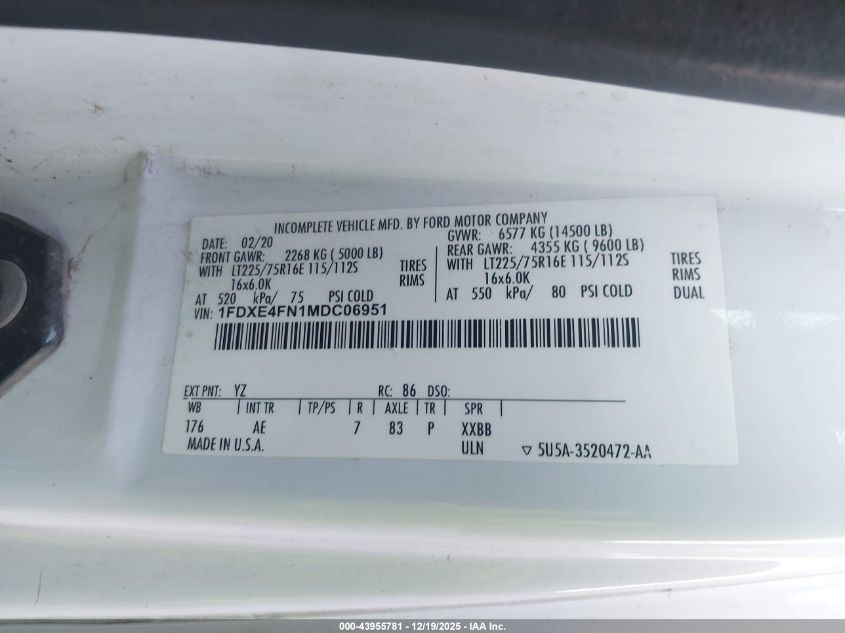 INCOMPLETE VEHICLE MFD. BY FORD MOTOR COMPANY
DATE: 02/20 GVWR: 6577 KG (14500 LB)
FRONT GAWR: 2268 KG (5000 LB) REAR GAWR: 4355 KG (9600 LB)
WITH LT225/75R16E 115/112S TIRES WITH LT225/75R16E 115/112S TIRES
16x6.0K RIMS 16x6.0K RIMS
AT 520 kPa/ 75 PSI COLD AT 550 kPa/ 80 PSI COLD DUAL
VIN: 1FDXE4FN1MDC06951
EXT PNT: YZ RC: 86 DSO:
WB INT TR TP/PS R AXLE TR SPR
176 AE 7 83 P XXBB
MADE IN U.S.A. ULN ▽ 5U5A-3520472-AA
000-43955781 - 12/19/2025 - IAA Inc.